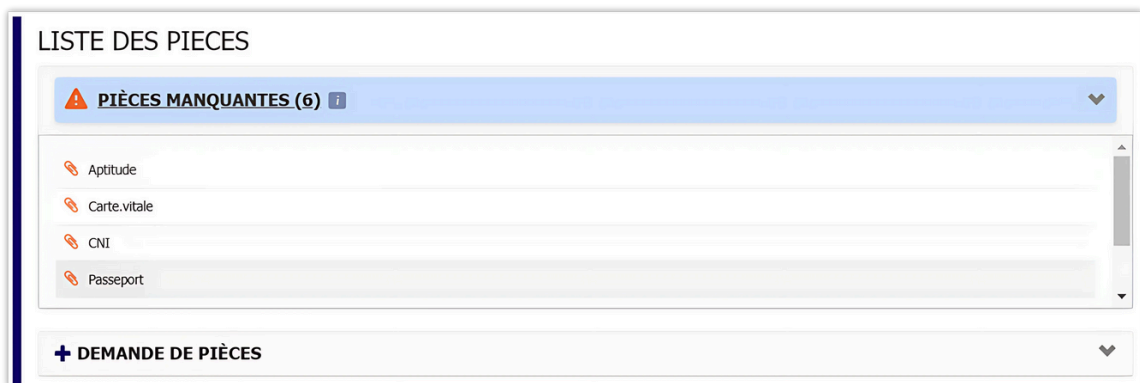 LISTE DES PIECES
PIÈCES MANQUANTES (6) i
Aptitude
Carte.vitale
CNI
Passeport
DEMANDE DE PIÈCES